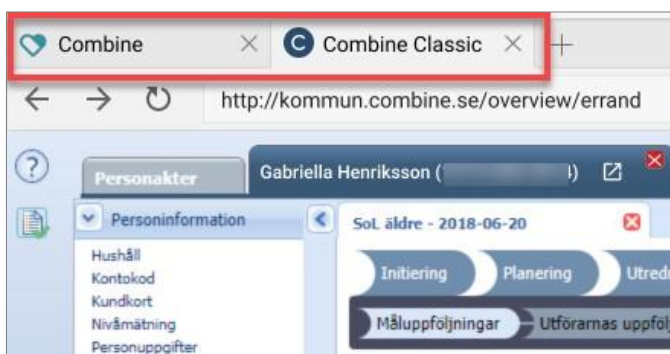 Combine
Combine Classic
http://kommun.combine.se/overview/errand
Personakter
Gabriella Henriksson (
)
Personinformation
SoL äldre - 2018-06-20
Hushåll
Kontokod
Kundkort
Nivåmätning
Personuppgifter
Initiering
Planering
Måluppföljningar
Utförarnas